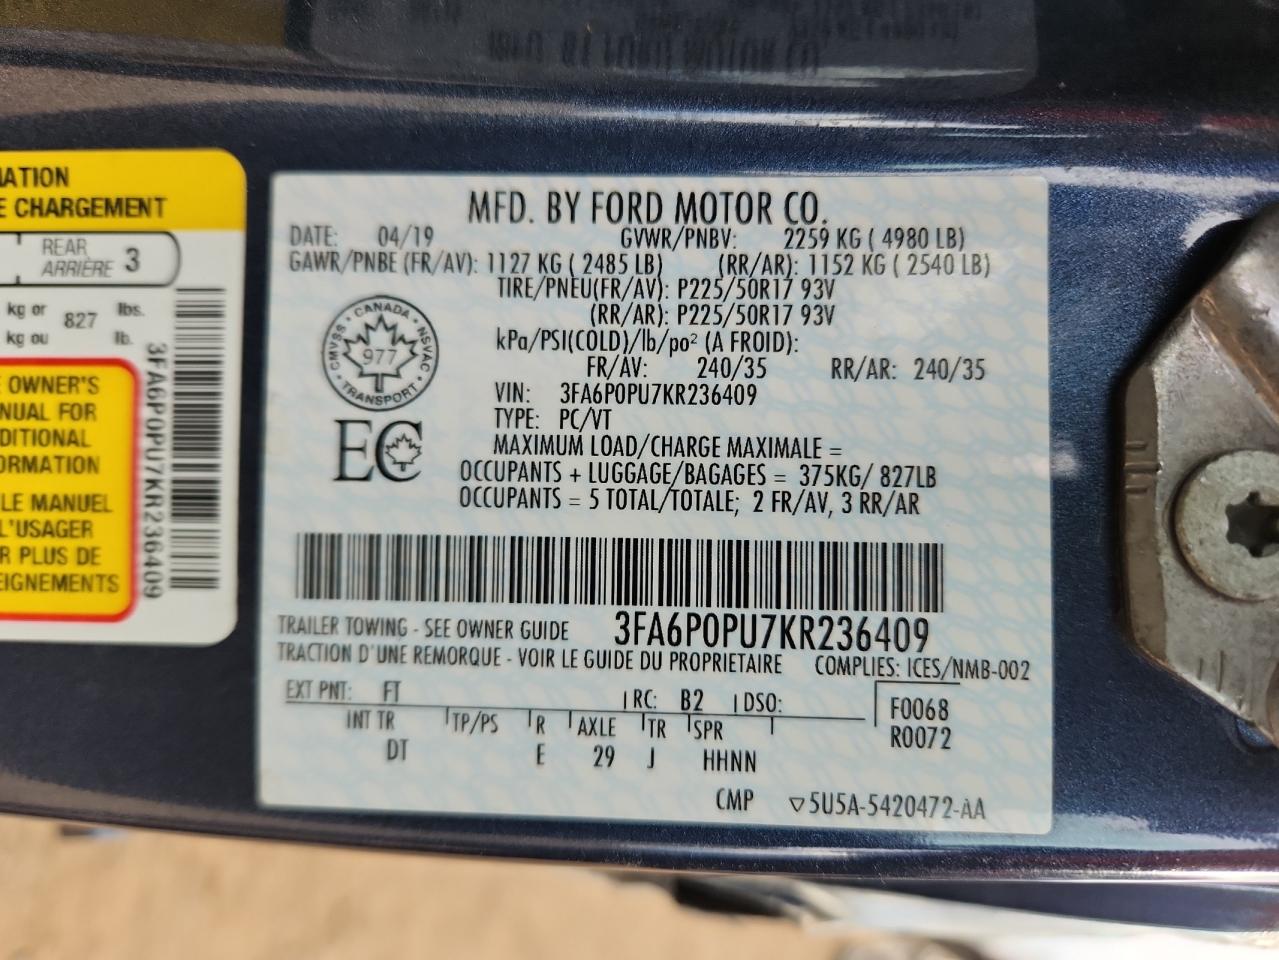 MFD. BY FORD MOTOR CO.
DATE: 04/19 GVWR/PNBV: 2259 KG ( 4980 LB)
GAWR/PNBE (FR/AV): 1127 KG ( 2485 LB) (RR/AR): 1152 KG ( 2540 LB)
TIRE/PNEU(FR/AV): P225/50R17 93V
(RR/AR): P225/50R17 93V
kPa/PSI(COLD)/lb/po² (A FROID):
FR/AV: 240/35 RR/AR: 240/35
VIN: 3FA6P0PU7KR236409
TYPE: PC/VT
MAXIMUM LOAD/CHARGE MAXIMALE =
OCCUPANTS + LUGGAGE/BAGAGES = 375KG/ 827LB
OCCUPANTS = 5 TOTAL/TOTALE; 2 FR/AV, 3 RR/AR
CANADA
CMVSS NSVAC
977
TRANSPORT
EC
TRAILER TOWING - SEE OWNER GUIDE 3FA6P0PU7KR236409
TRACTION D'UNE REMORQUE - VOIR LE GUIDE DU PROPRIETAIRE COMPLIES: ICES/NMB-002
EXT PNT: FT RC: B2 DSO: F0068
INT TR TP/PS R AXLE TR SPR R0072
DT E 29 J HHNN
CMP ▽5U5A-5420472-AA
ATION
E CHARGEMENT
REAR
ARRIÈRE 3
kg or 827 lbs.
kg ou lb.
E OWNER'S
NUAL FOR
DITIONAL
ORMATION
LE MANUEL
L'USAGER
R PLUS DE
EIGNEMENTS
3FA6P0PU7KR236409